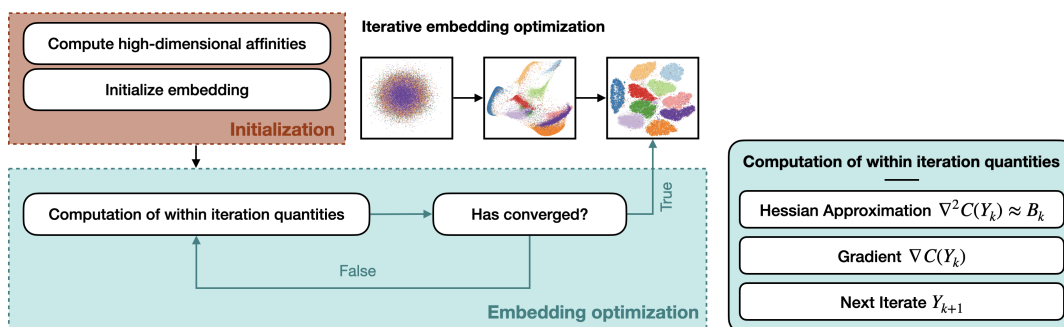 Compute high-dimensional affinities
Initialize embedding
Initialization
Iterative embedding optimization
Computation of within iteration quantities
Has converged?
True
False
Embedding optimization
Computation of within iteration quantities
Hessian Approximation ∇²C(Yₖ) ≈ Bₖ
Gradient ∇C(Yₖ)
Next Iterate Yₖ₊₁